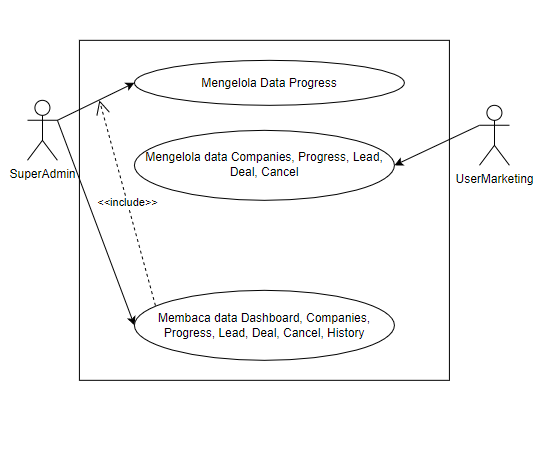 Mengelola Data Progress
Mengelola data Companies, Progress, Lead,
Deal, Cancel
SuperAdmin
UserMarketing
<<include>>
Membaca data Dashboard, Companies,
Progress, Lead, Deal, Cancel, History